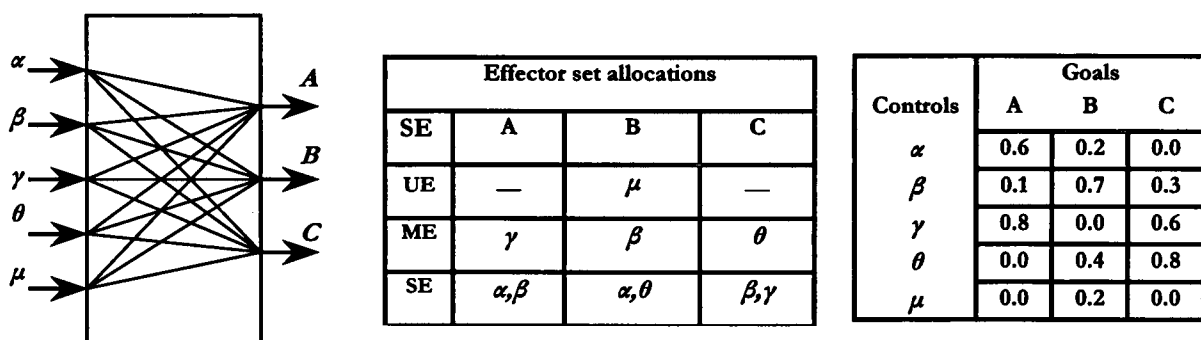 α
β
γ
θ
μ
A
B
C
Effector set allocations
SE A B C
UE — μ —
ME γ β θ
SE α,β α,θ β,γ
Goals
Controls A B C
α 0.6 0.2 0.0
β 0.1 0.7 0.3
γ 0.8 0.0 0.6
θ 0.0 0.4 0.8
μ 0.0 0.2 0.0